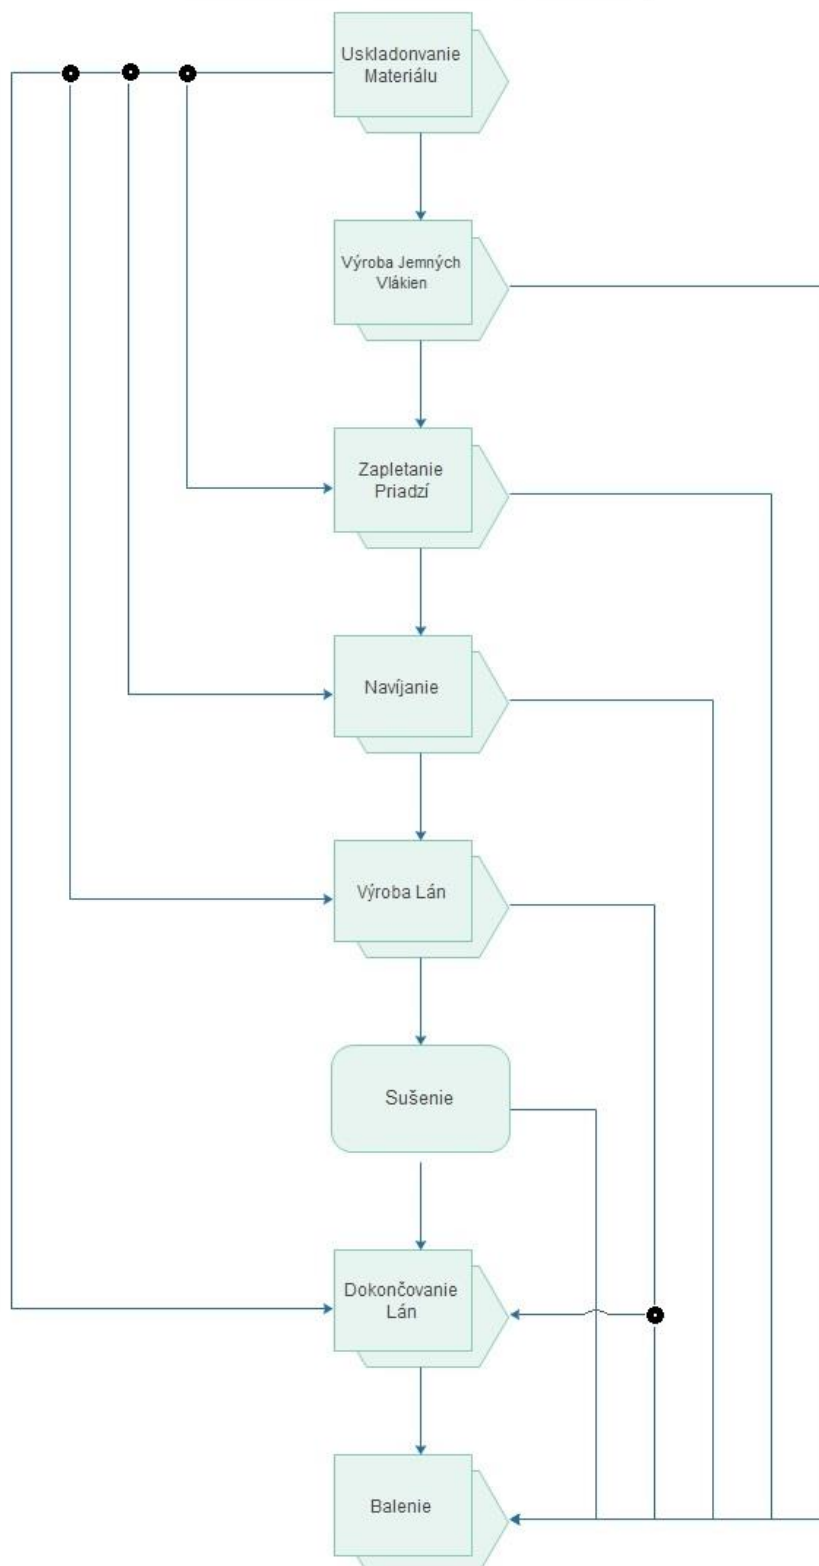 Uskladonvanie
Materiálu
Výroba Jemných
Vlákien
Zapletanie
Priadzí
Navíjanie
Výroba Lán
Sušenie
Dokončovanie
Lán
Balenie